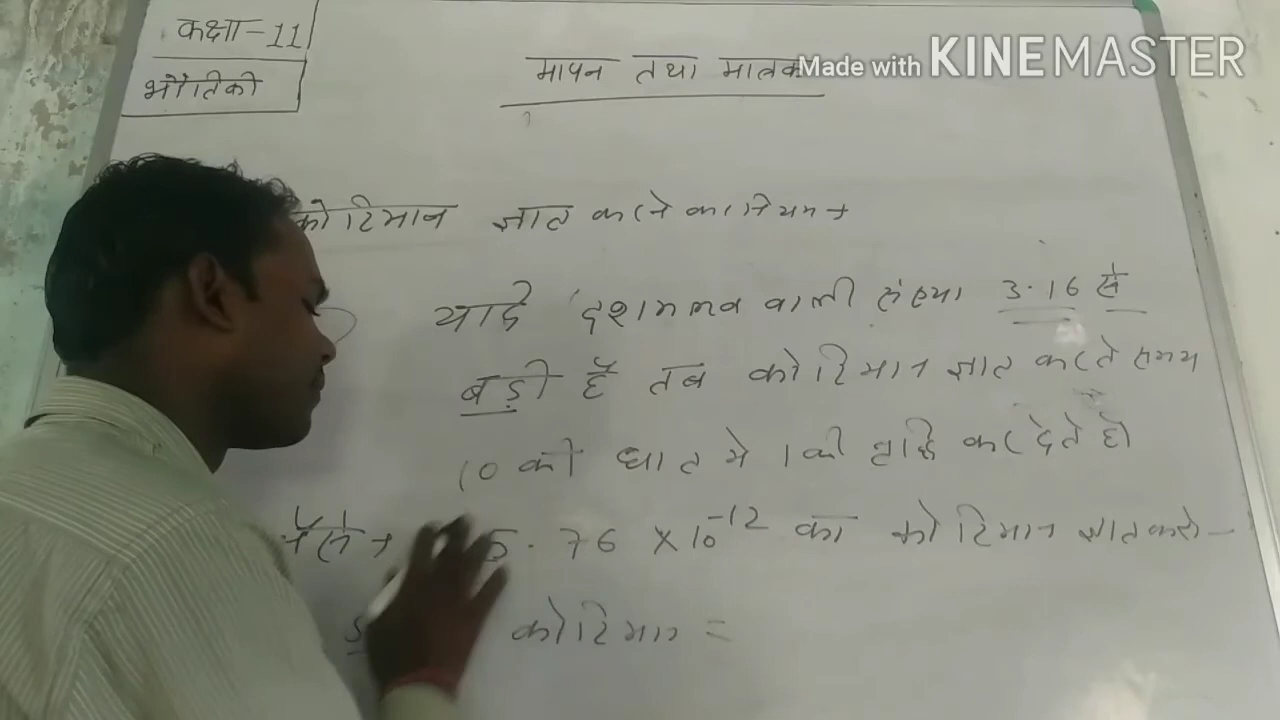 कक्षा-11
भौतिकी
मापन तथा मात्रक
Made with KINEMASTER
कोटिमान ज्ञात करने का नियम →
यदि दशमलव वाली संख्या 3.16 से
बड़ी है तब कोटिमान ज्ञात करते समय
10 की घात मे 1 की वृद्धि कर देते है
जैसे → 5.76 ×10⁻¹² का कोटिमान ज्ञात करो -
कोटिमान =